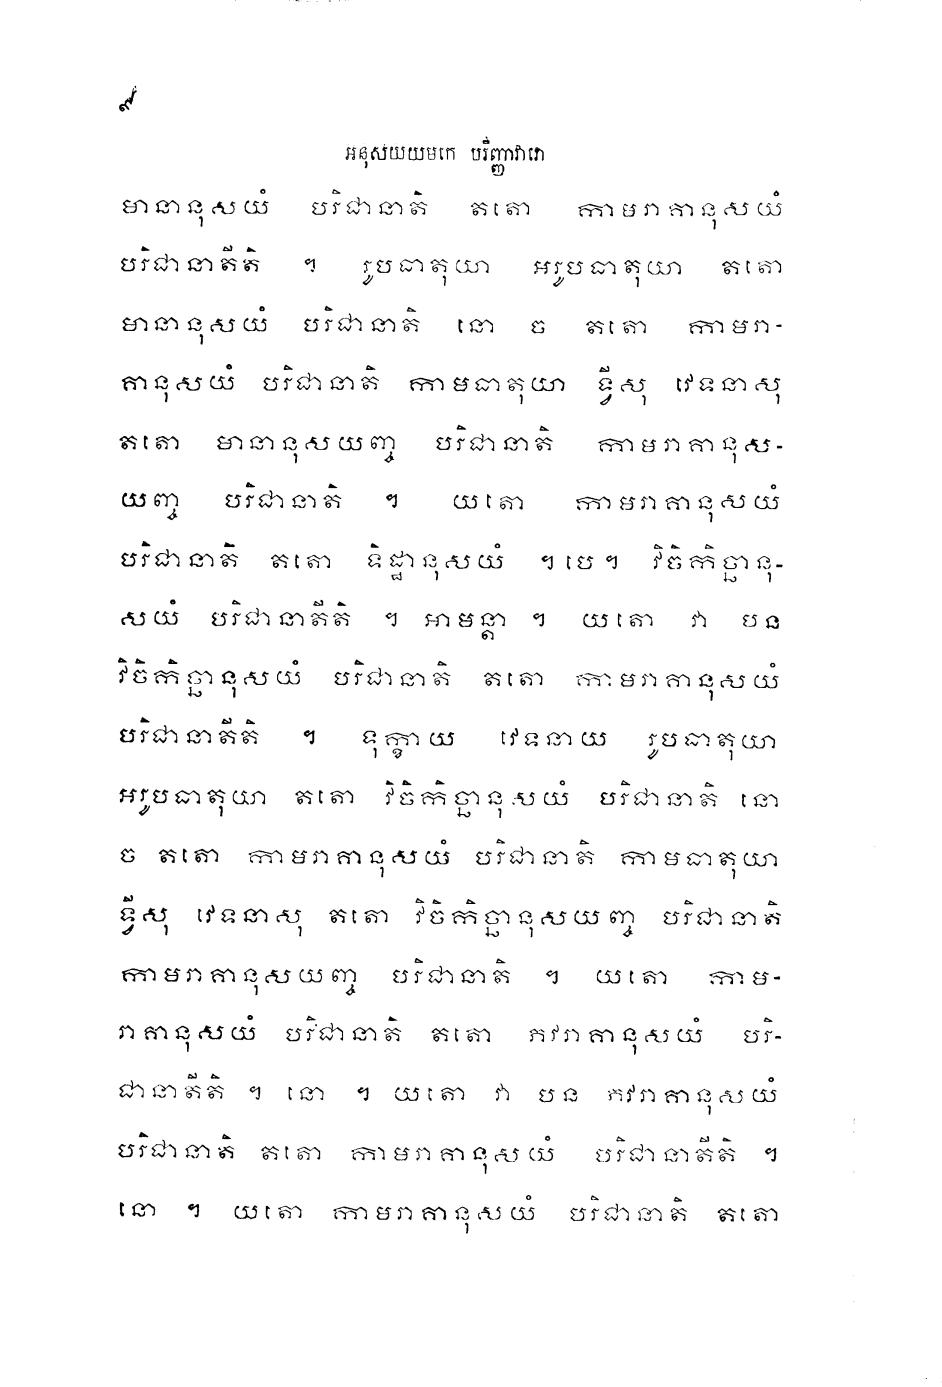 ៙
អនុសយយមកេ បរិញ្ញាវារោ
មានានុសយំ បរិជានាតិ តតោ កាមរាគានុសយំ
បរិជានាតីតិ ។ រូបធាតុយា អរូបធាតុយា តតោ
មានានុសយំ បរិជានាតិ នោ ច តតោ កាមរា-
គានុសយំ បរិជានាតិ កាមធាតុយា ទ្វីសុ វេទនាសុ
តតោ មានានុសយញ្ច បរិជានាតិ កាមរាគានុស-
យញ្ច បរិជានាតិ ។ យតោ កាមរាគានុសយំ
បរិជានាតិ តតោ ទិដ្ឋានុសយំ ។ បេ ។ វិចិកិច្ឆានុ-
សយំ បរិជានាតីតិ ។ អាមន្តា ។ យតោ វា បន
វិចិកិច្ឆានុសយំ បរិជានាតិ តតោ កាមរាគានុសយំ
បរិជានាតីតិ ។ ទុក្ខាយ វេទនាយ រូបធាតុយា
អរូបធាតុយា តតោ វិចិកិច្ឆានុសយំ បរិជានាតិ នោ
ច តតោ កាមរាគានុសយំ បរិជានាតិ កាមធាតុយា
ទ្វីសុ វេទនាសុ តតោ វិចិកិច្ឆានុសយញ្ច បរិជានាតិ
កាមរាគានុសយញ្ច បរិជានាតិ ។ យតោ កាម-
រាគានុសយំ បរិជានាតិ តតោ ភវរាគានុសយំ បរិ-
ជានាតីតិ ។ នោ ។ យតោ វា បន ភវរាគានុសយំ
បរិជានាតិ តតោ កាមរាគានុសយំ បរិជានាតីតិ ។
នោ ។ យតោ កាមរាគានុសយំ បរិជានាតិ តតោ